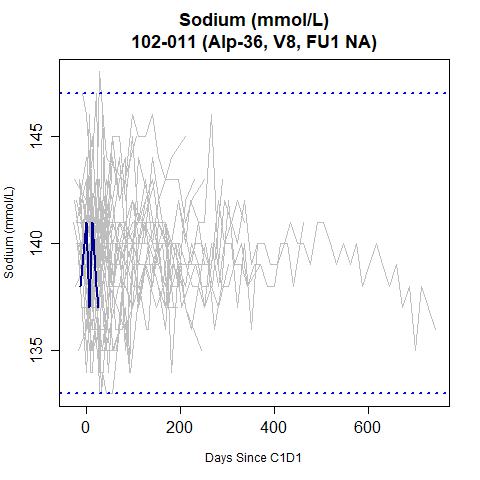 Sodium (mmol/L)
102-011 (Alp-36, V8, FU1 NA)
Sodium (mmol/L)
145
140
135
0 200 400 600
Days Since C1D1